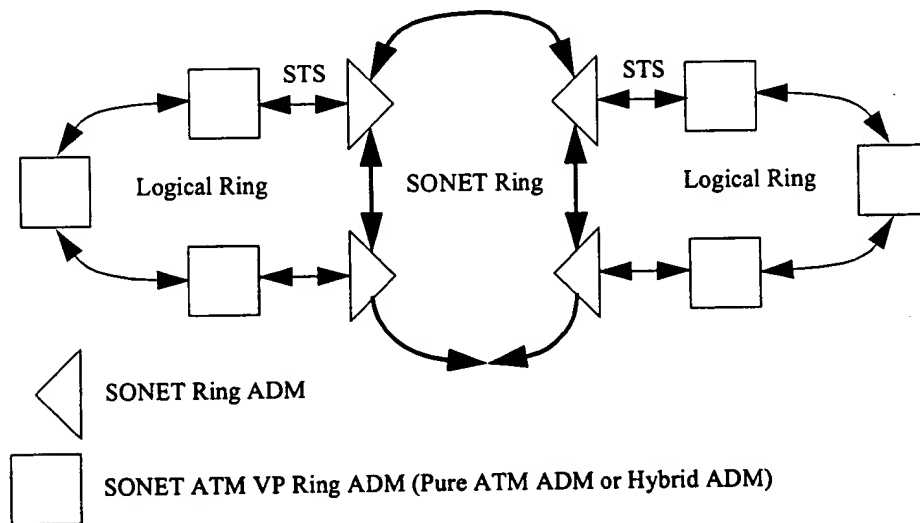 STS
STS
Logical Ring
SONET Ring
Logical Ring
SONET Ring ADM
SONET ATM VP Ring ADM (Pure ATM ADM or Hybrid ADM)